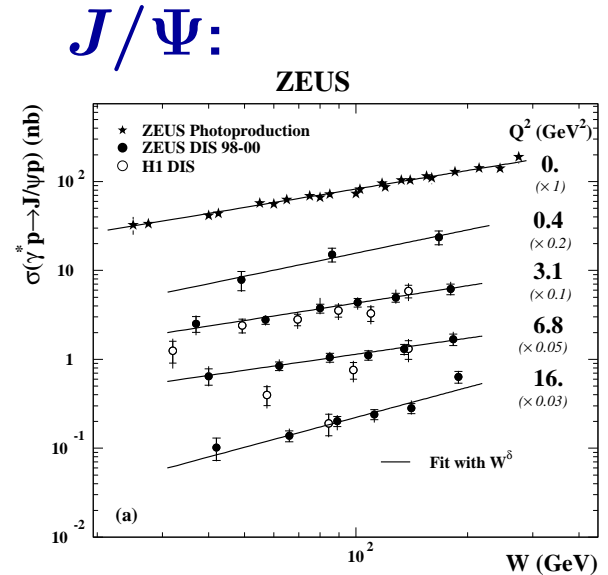 J/Ψ:
ZEUS
σ(γ* p→J/ψp) (nb)
★ ZEUS Photoproduction
● ZEUS DIS 98-00
○ H1 DIS
Q² (GeV²)
0.
(× 1)
0.4
(× 0.2)
3.1
(× 0.1)
6.8
(× 0.05)
16.
(× 0.03)
10²
10
1
10⁻¹
10⁻²
Fit with W^δ
(a)
10²
W (GeV)